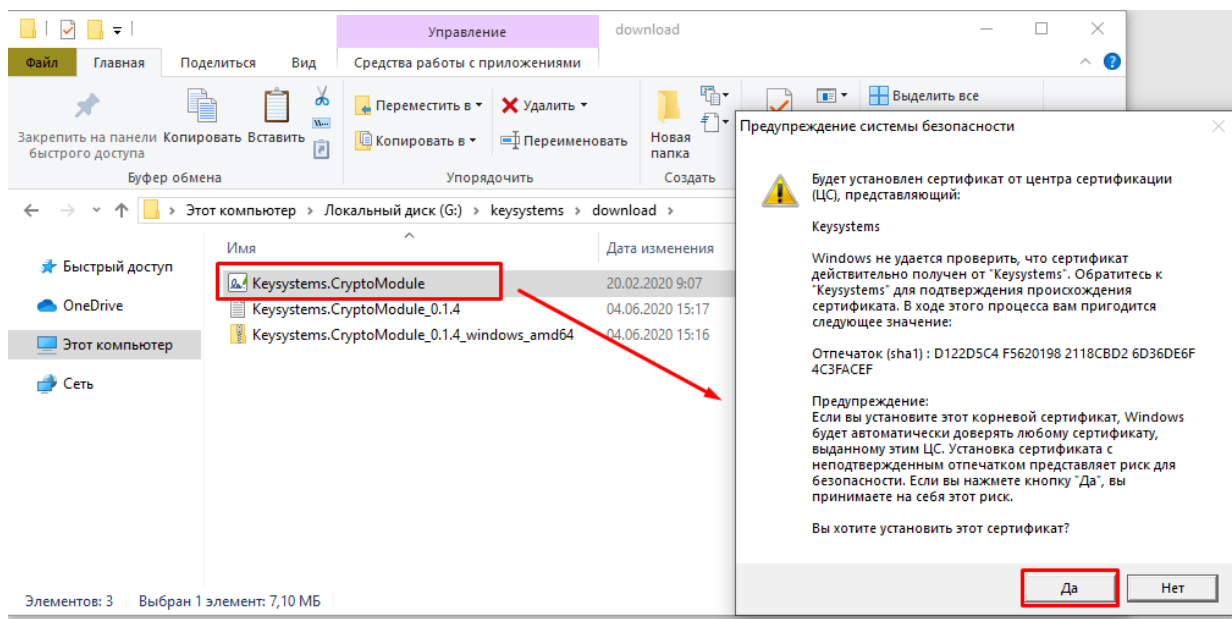 Управление
download
Файл
Главная
Поделиться
Вид
Средства работы с приложениями
Закрепить на панели быстрого доступа
Копировать
Вставить
Переместить в
Копировать в
Удалить
Переименовать
Новая папка
Выделить все
Буфер обмена
Упорядочить
Создать
Этот компьютер > Локальный диск (G:) > keysystems > download >
Имя
Дата изменения
Быстрый доступ
OneDrive
Этот компьютер
Сеть
Keysystems.CryptoModule 20.02.2020 9:07
Keysystems.CryptoModule_0.1.4 04.06.2020 15:17
Keysystems.CryptoModule_0.1.4_windows_amd64 04.06.2020 15:16
Элементов: 3 Выбран 1 элемент: 7,10 МБ
Предупреждение системы безопасности
Будет установлен сертификат от центра сертификации
(ЦС), представляющий:
Keysystems
Windows не удается проверить, что сертификат
действительно получен от "Keysystems". Обратитесь к
"Keysystems" для подтверждения происхождения
сертификата. В ходе этого процесса вам пригодится
следующее значение:
Отпечаток (sha1) : D122D5C4 F5620198 2118CBD2 6D36DE6F
4C3FACEF
Предупреждение:
Если вы установите этот корневой сертификат, Windows
будет автоматически доверять любому сертификату,
выданному этим ЦС. Установка сертификата с
неподтвержденным отпечатком представляет риск для
безопасности. Если вы нажмете кнопку "Да", вы
принимаете на себя этот риск.
Вы хотите установить этот сертификат?
Да
Нет